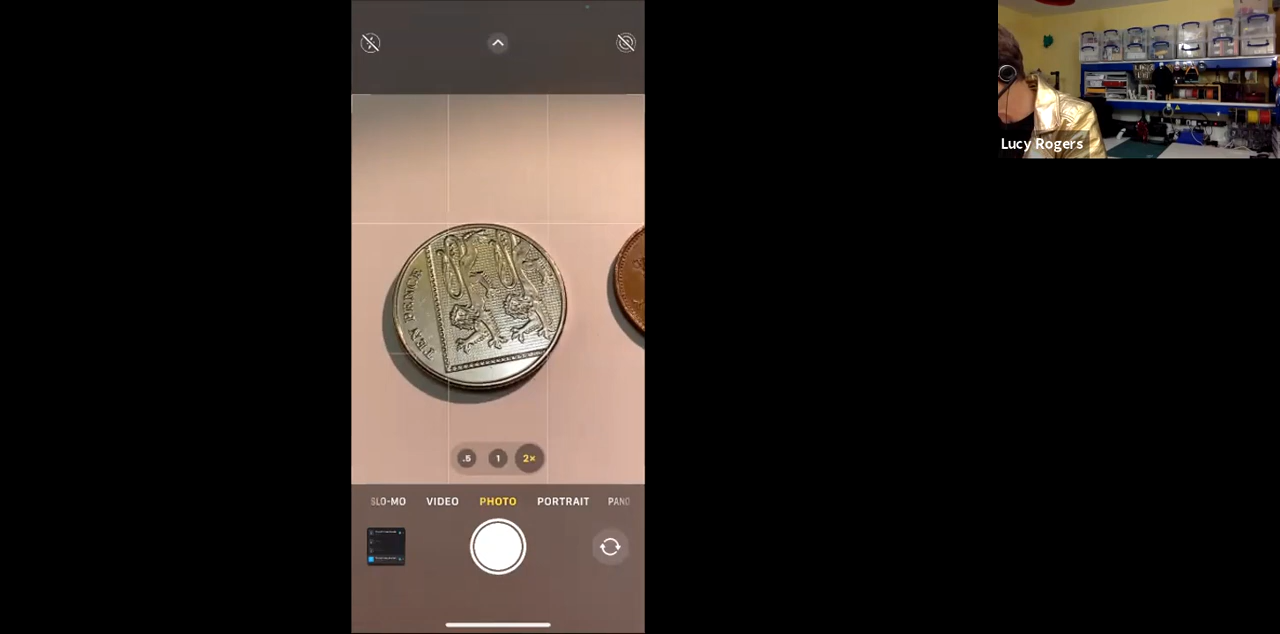 Lucy Rogers
TEN PENCE
.5 1 2×
SLO-MO VIDEO PHOTO PORTRAIT PANO